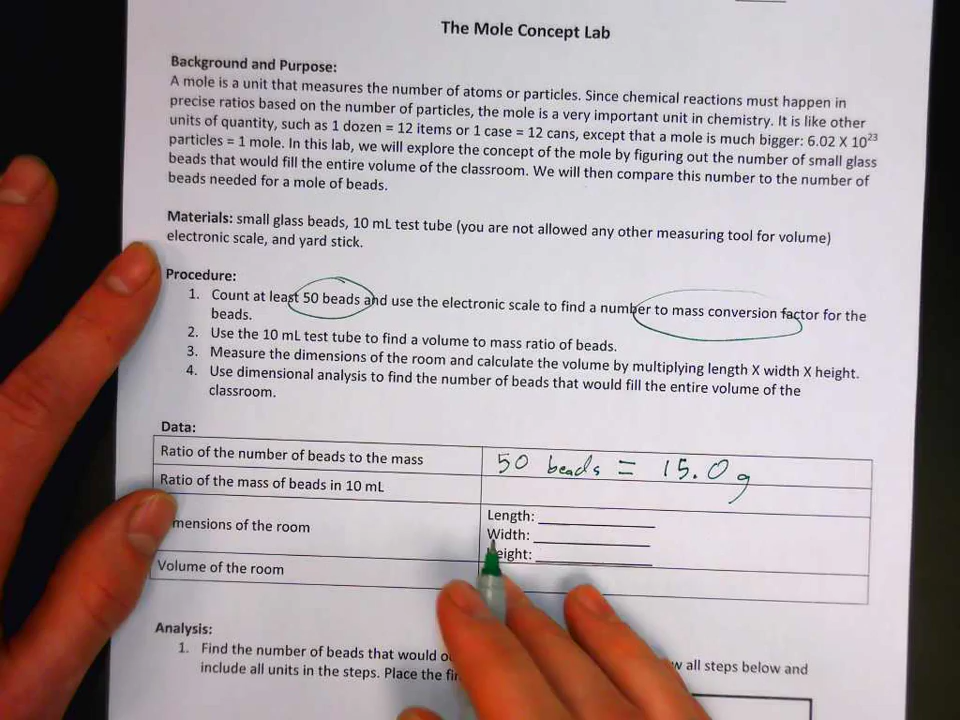 The Mole Concept Lab
Background and Purpose:
A mole is a unit that measures the number of atoms or particles. Since chemical reactions must happen in
precise ratios based on the number of particles, the mole is a very important unit in chemistry. It is like other
units of quantity, such as 1 dozen = 12 items or 1 case = 12 cans, except that a mole is much bigger: 6.02 X 10²³
particles = 1 mole. In this lab, we will explore the concept of the mole by figuring out the number of small glass
beads that would fill the entire volume of the classroom. We will then compare this number to the number of
beads needed for a mole of beads.
Materials: small glass beads, 10 mL test tube (you are not allowed any other measuring tool for volume)
electronic scale, and yard stick.
Procedure:
1. Count at least 50 beads and use the electronic scale to find a number to mass conversion factor for the
beads.
2. Use the 10 mL test tube to find a volume to mass ratio of beads.
3. Measure the dimensions of the room and calculate the volume by multiplying length X width X height.
4. Use dimensional analysis to find the number of beads that would fill the entire volume of the
classroom.
Data:
Ratio of the number of beads to the mass 50 beads = 15.0 g
Ratio of the mass of beads in 10 mL
mensions of the room
Length:
Width:
eight:
Volume of the room
Analysis:
1. Find the number of beads that would all steps below and
include all units in the steps. Place the